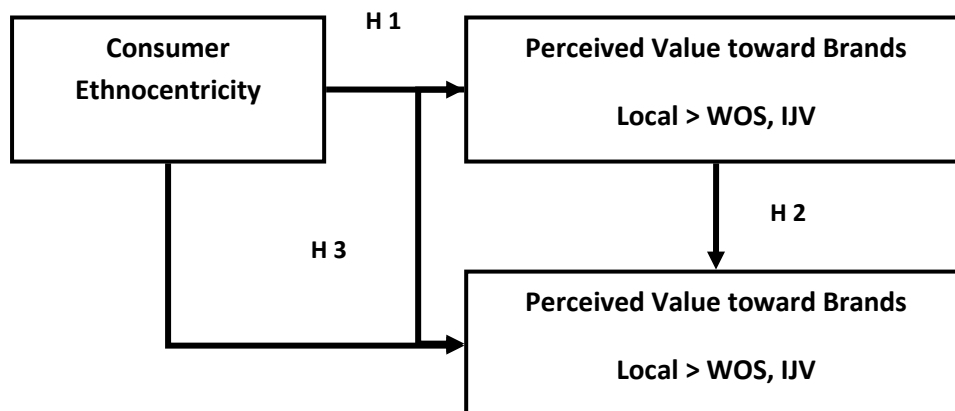 H 1
Consumer
Ethnocentricity
Perceived Value toward Brands
Local > WOS, IJV
H 2
H 3
Perceived Value toward Brands
Local > WOS, IJV